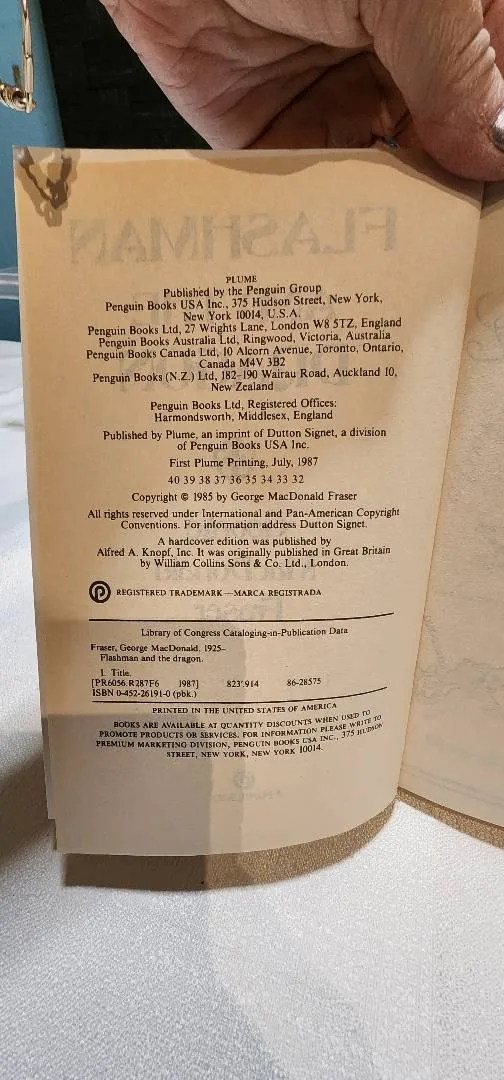 PLUME
Published by the Penguin Group
Penguin Books USA Inc., 375 Hudson Street, New York,
New York 10014, U.S.A.
Penguin Books Ltd, 27 Wrights Lane, London W8 5TZ, England
Penguin Books Australia Ltd, Ringwood, Victoria, Australia
Penguin Books Canada Ltd, 10 Alcorn Avenue, Toronto, Ontario,
Canada M4V 3B2
Penguin Books (N.Z.) Ltd, 182-190 Wairau Road, Auckland 10,
New Zealand
Penguin Books Ltd, Registered Offices:
Harmondsworth, Middlesex, England
Published by Plume, an imprint of Dutton Signet, a division
of Penguin Books USA Inc.
First Plume Printing, July, 1987
40 39 38 37 36 35 34 33 32
Copyright © 1985 by George MacDonald Fraser
All rights reserved under International and Pan-American Copyright
Conventions. For information address Dutton Signet.
A hardcover edition was published by
Alfred A. Knopf, Inc. It was originally published in Great Britain
by William Collins Sons & Co. Ltd., London.
REGISTERED TRADEMARK—MARCA REGISTRADA
Library of Congress Cataloging-in-Publication Data
Fraser, George MacDonald, 1925-
Flashman and the dragon.
I. Title.
[PR6056.R287F6 1987] 823'.914 86-28575
ISBN 0-452-26191-0 (pbk.)
PRINTED IN THE UNITED STATES OF AMERICA
BOOKS ARE AVAILABLE AT QUANTITY DISCOUNTS WHEN USED TO
PROMOTE PRODUCTS OR SERVICES. FOR INFORMATION PLEASE WRITE TO
PREMIUM MARKETING DIVISION, PENGUIN BOOKS USA INC., 375 HUDSON
STREET, NEW YORK, NEW YORK 10014.